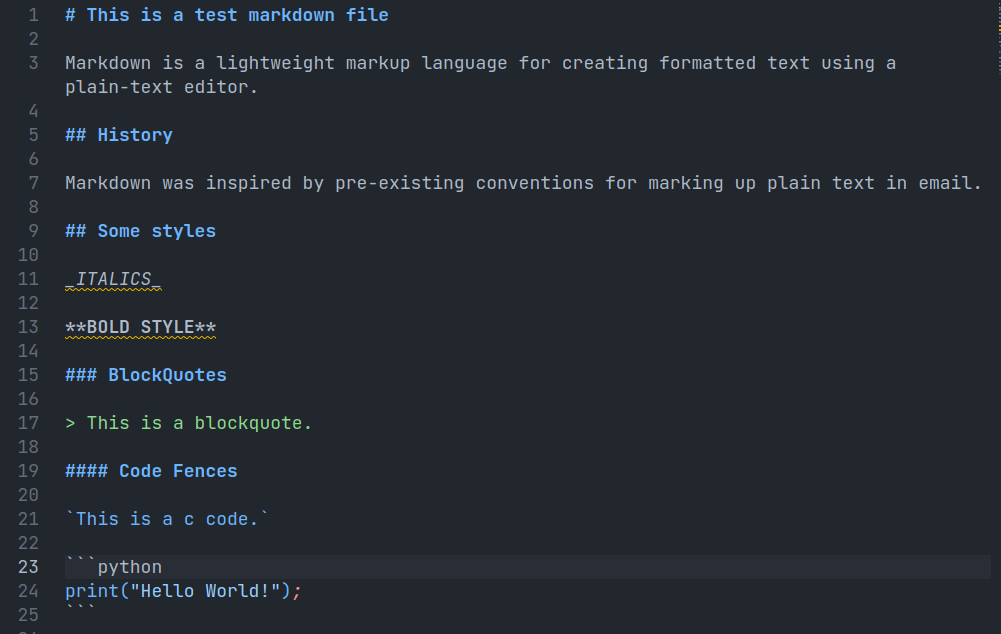 1 # This is a test markdown file
2
3 Markdown is a lightweight markup language for creating formatted text using a
plain-text editor.
4
5 ## History
6
7 Markdown was inspired by pre-existing conventions for marking up plain text in email.
8
9 ## Some styles
10
11 _ITALICS_
12
13 **BOLD STYLE**
14
15 ### BlockQuotes
16
17 > This is a blockquote.
18
19 #### Code Fences
20
21 `This is a c code.`
22
23 ```python
24 print("Hello World!");
25 ```